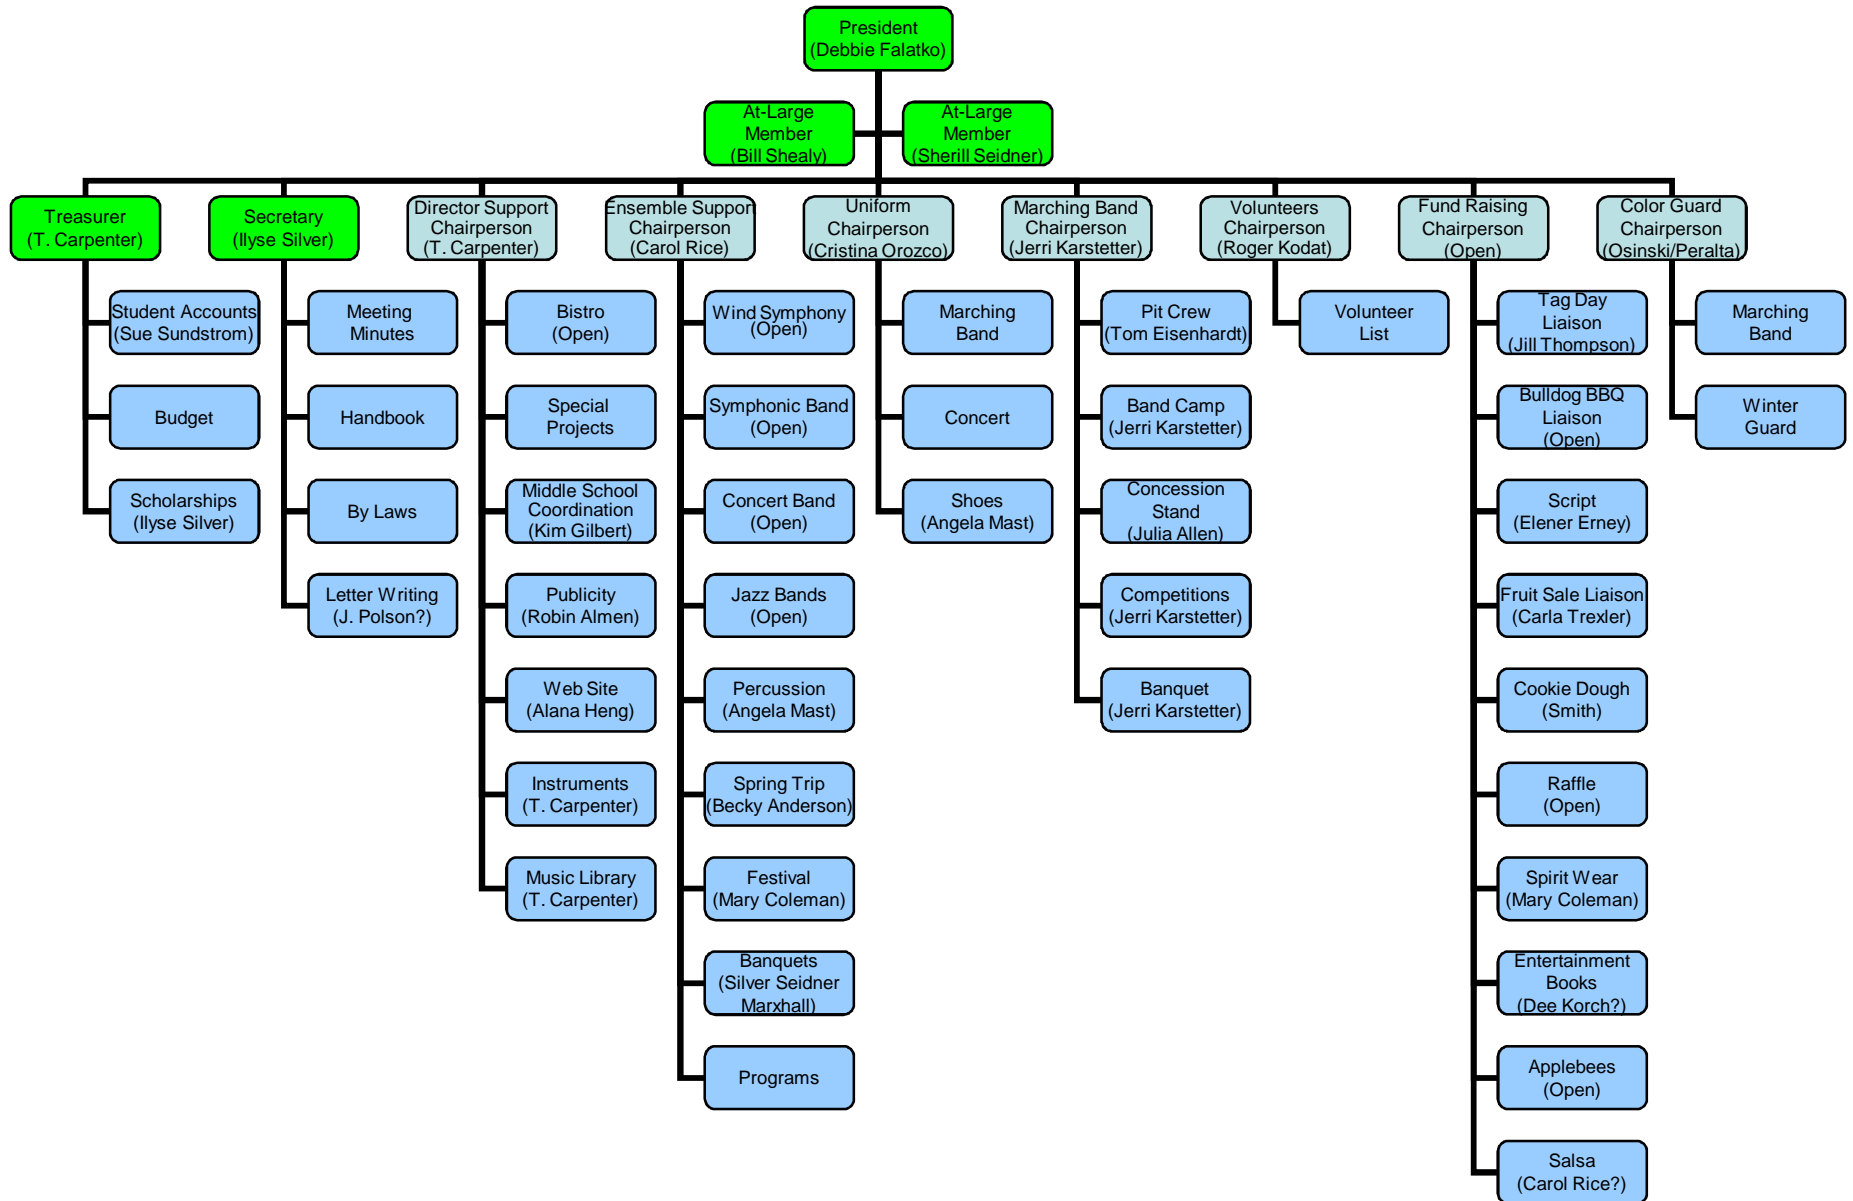 President
(Debbie Falatko)
At-Large
Member
(Bill Shealy)
At-Large
Member
(Sherill Seidner)
Treasurer
(T. Carpenter)
Secretary
(Ilyse Silver)
Director Support
Chairperson
(T. Carpenter)
Ensemble Support
Chairperson
(Carol Rice)
Uniform
Chairperson
(Cristina Orozco)
Marching Band
Chairperson
(Jerri Karstetter)
Volunteers
Chairperson
(Roger Kodat)
Fund Raising
Chairperson
(Open)
Color Guard
Chairperson
(Osinski/Peralta)
Student Accounts
(Sue Sundstrom)
Budget
Scholarships
(Ilyse Silver)
Meeting
Minutes
Handbook
By Laws
Letter Writing
(J. Polson?)
Bistro
(Open)
Special
Projects
Middle School
Coordination
(Kim Gilbert)
Publicity
(Robin Almen)
Web Site
(Alana Heng)
Instruments
(T. Carpenter)
Music Library
(T. Carpenter)
Wind Symphony
(Open)
Symphonic Band
(Open)
Concert Band
(Open)
Jazz Bands
(Open)
Percussion
(Angela Mast)
Spring Trip
(Becky Anderson)
Festival
(Mary Coleman)
Banquets
(Silver Seidner
Marxhall)
Programs
Marching
Band
Concert
Shoes
(Angela Mast)
Pit Crew
(Tom Eisenhardt)
Band Camp
(Jerri Karstetter)
Concession
Stand
(Julia Allen)
Competitions
(Jerri Karstetter)
Banquet
(Jerri Karstetter)
Volunteer
List
Tag Day
Liaison
(Jill Thompson)
Bulldog BBQ
Liaison
(Open)
Script
(Elener Erney)
Fruit Sale Liaison
(Carla Trexler)
Cookie Dough
(Smith)
Raffle
(Open)
Spirit Wear
(Mary Coleman)
Entertainment
Books
(Dee Korch?)
Applebees
(Open)
Salsa
(Carol Rice?)
Marching
Band
Winter
Guard